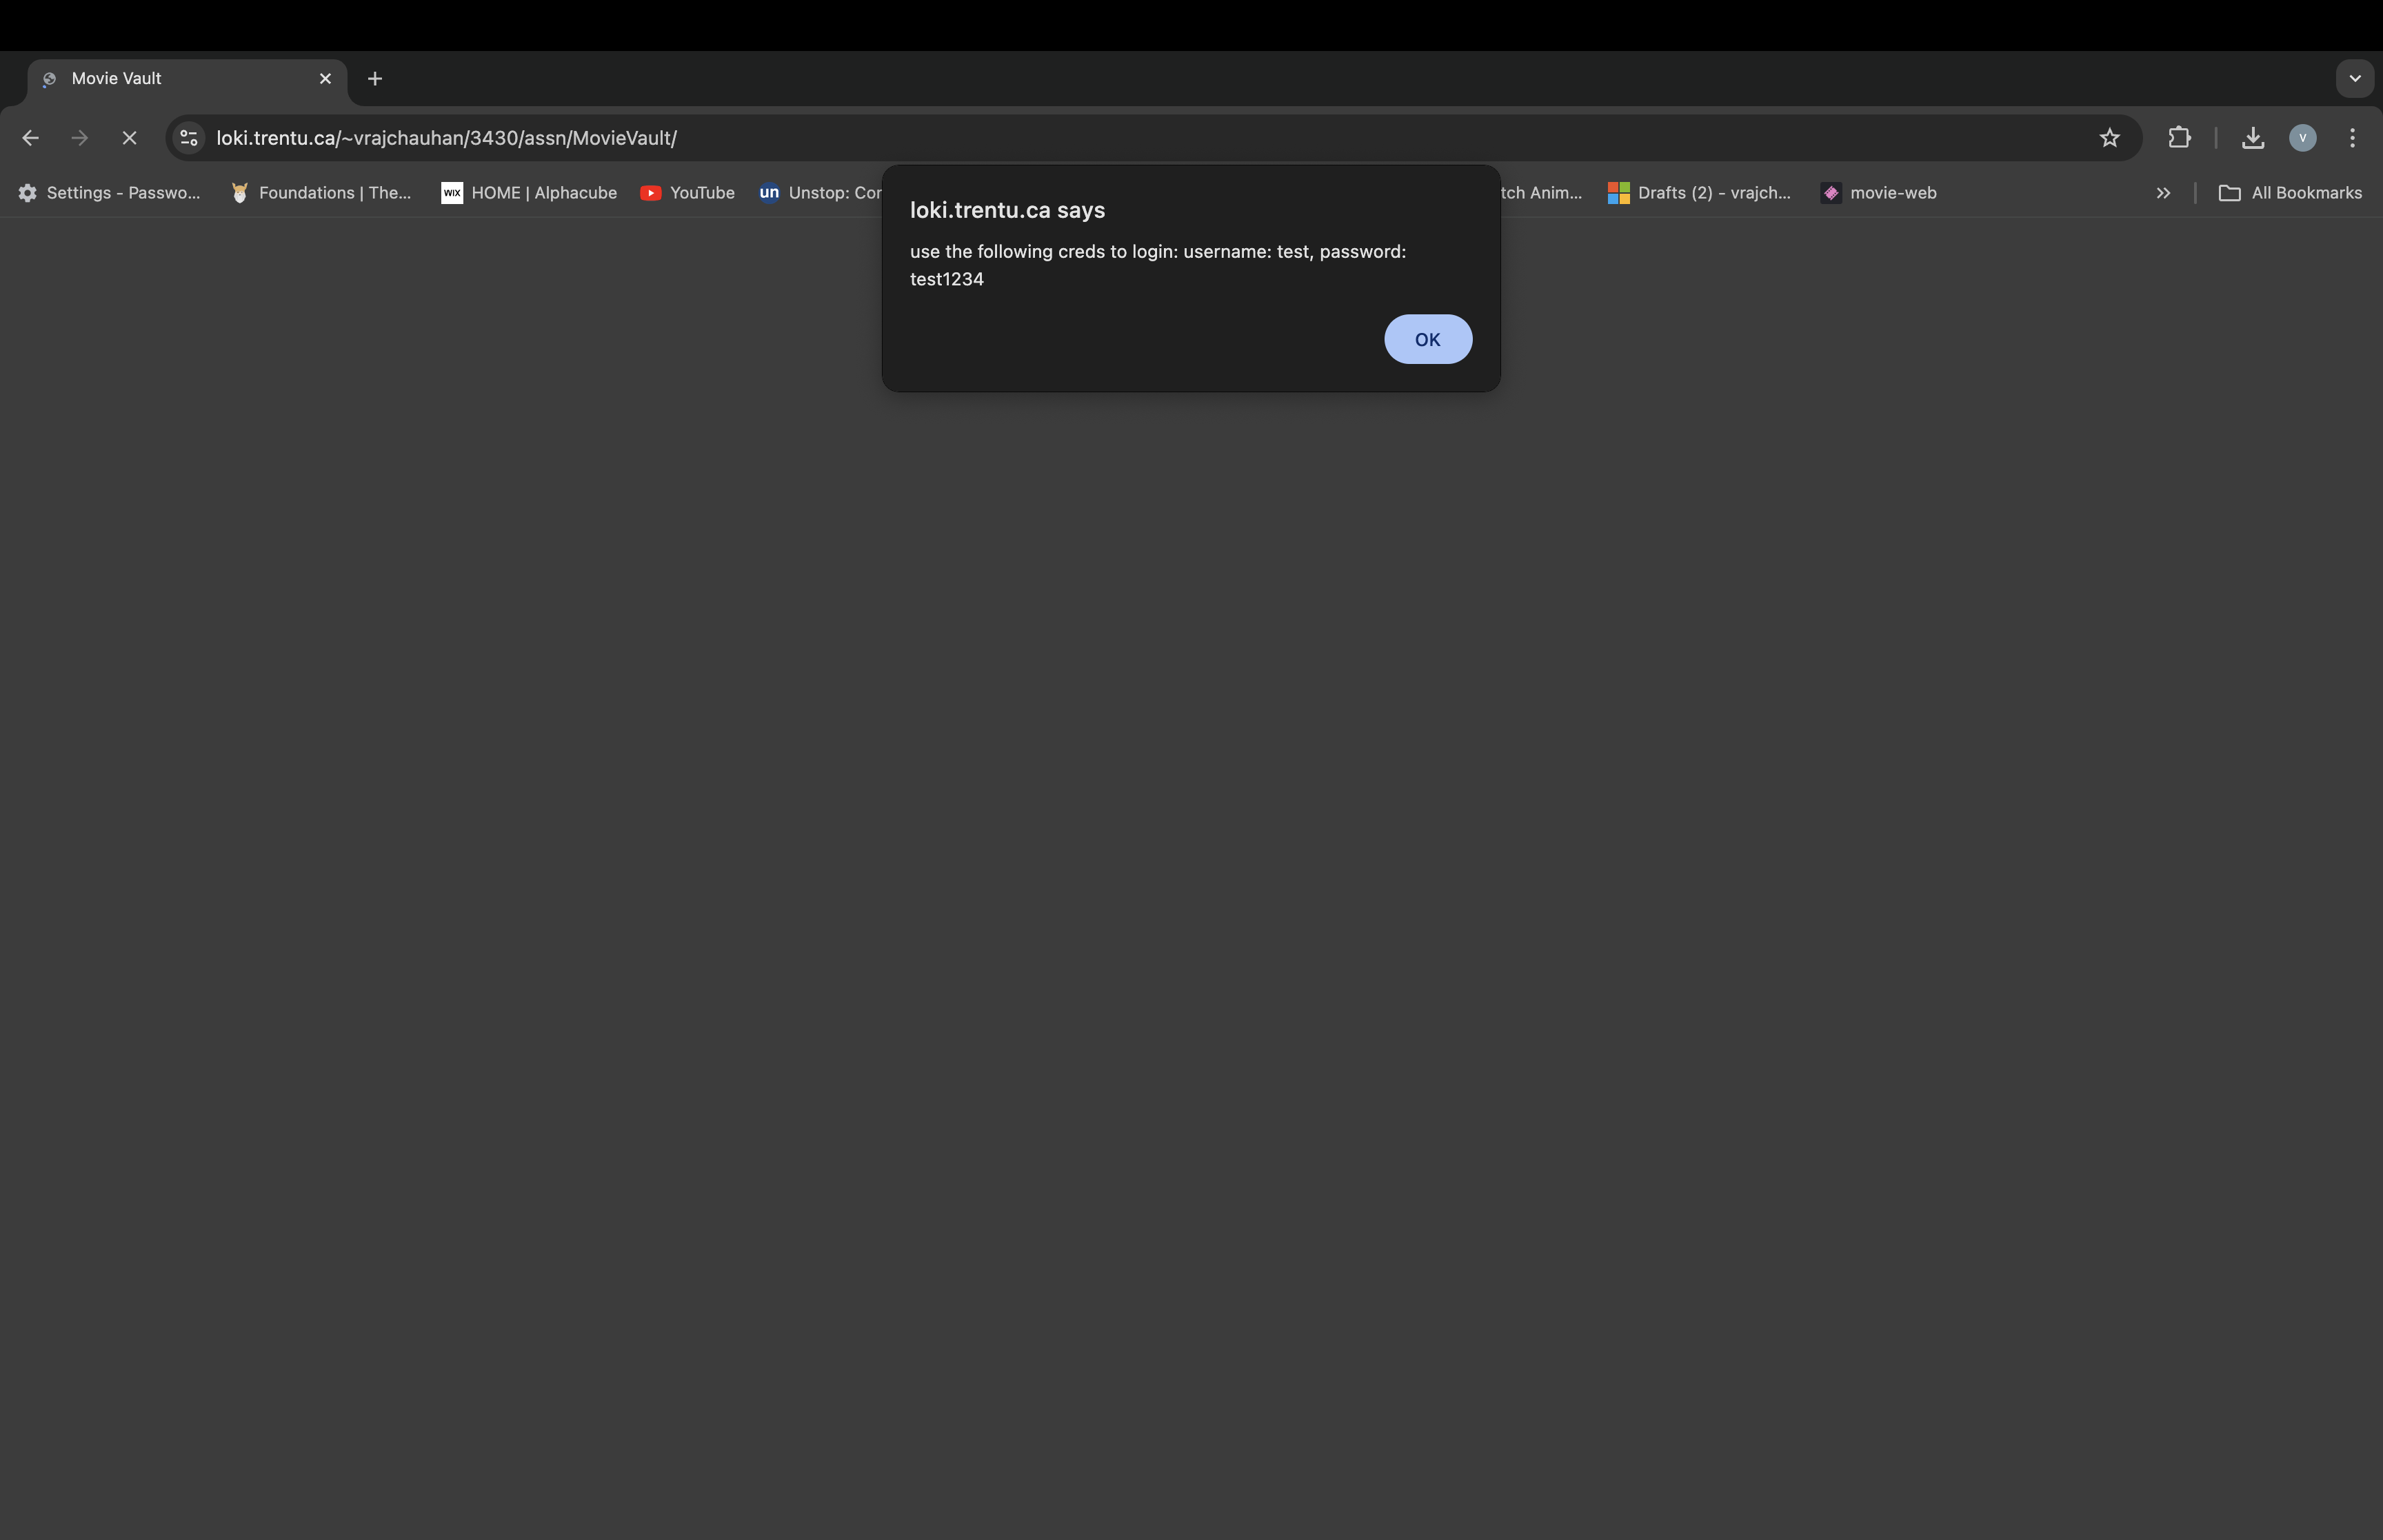 Movie Vault
loki.trentu.ca/~vrajchauhan/3430/assn/MovieVault/
V
Settings - Passwo...
Foundations | The...
WiX HOME | Alphacube
YouTube
un Unstop: Cor
tch Anim...
Drafts (2) - vrajch...
movie-web
All Bookmarks
loki.trentu.ca says
use the following creds to login: username: test, password:
test1234
OK